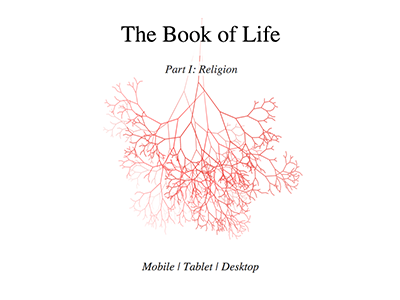 The Book of Life
Part I: Religion
Mobile | Tablet | Desktop